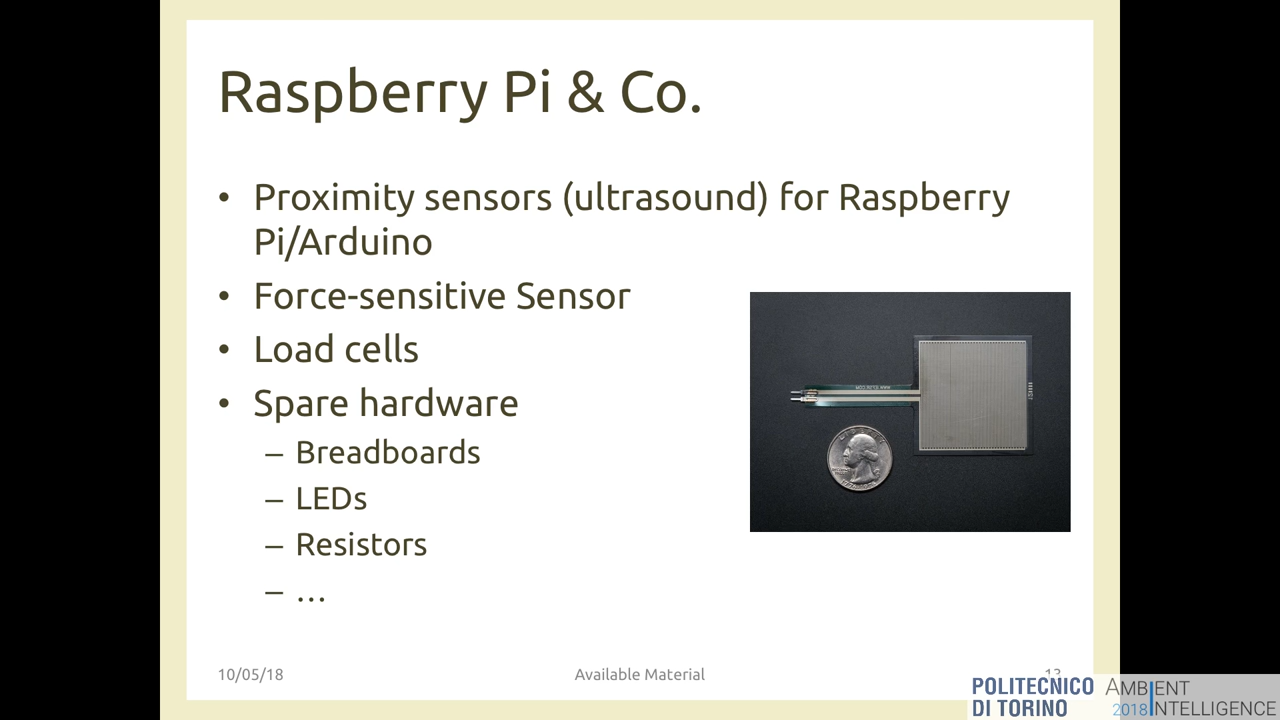 Raspberry Pi & Co.
• Proximity sensors (ultrasound) for Raspberry
Pi/Arduino
• Force-sensitive Sensor
• Load cells
• Spare hardware
– Breadboards
– LEDs
– Resistors
– …
10/05/18
Available Material
POLITECNICO
DI TORINO
AMBIENT
2018 INTELLIGENCE